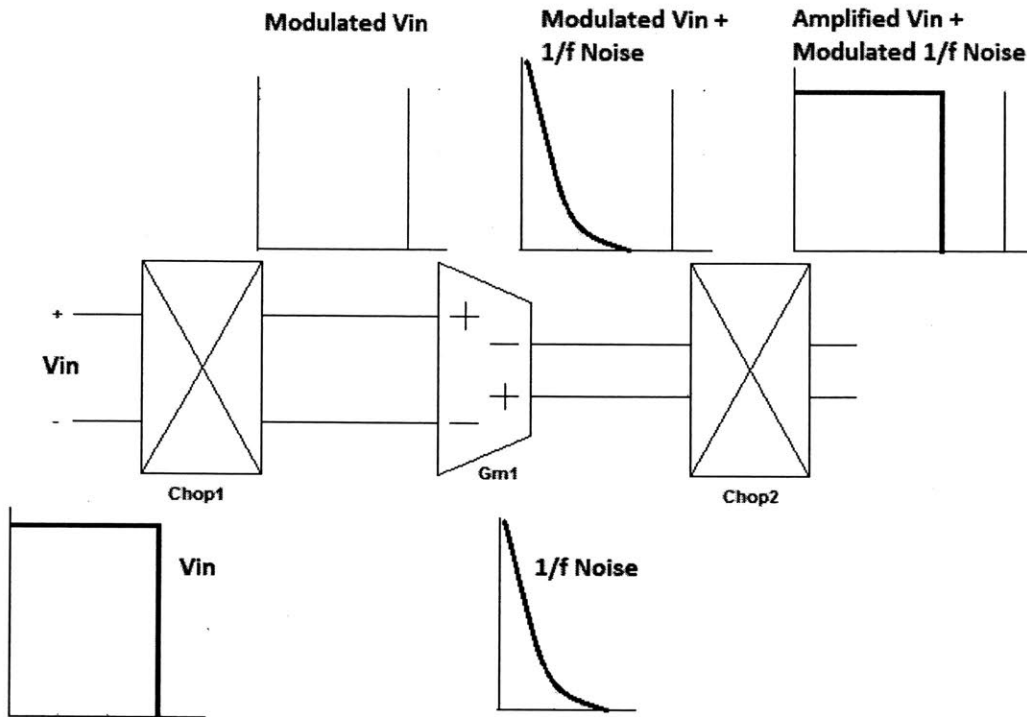 Modulated Vin
Modulated Vin +
1/f Noise
Amplified Vin +
Modulated 1/f Noise
+
Vin
-
+
−
−
+
Chop1
Gm1
Chop2
Vin
1/f Noise